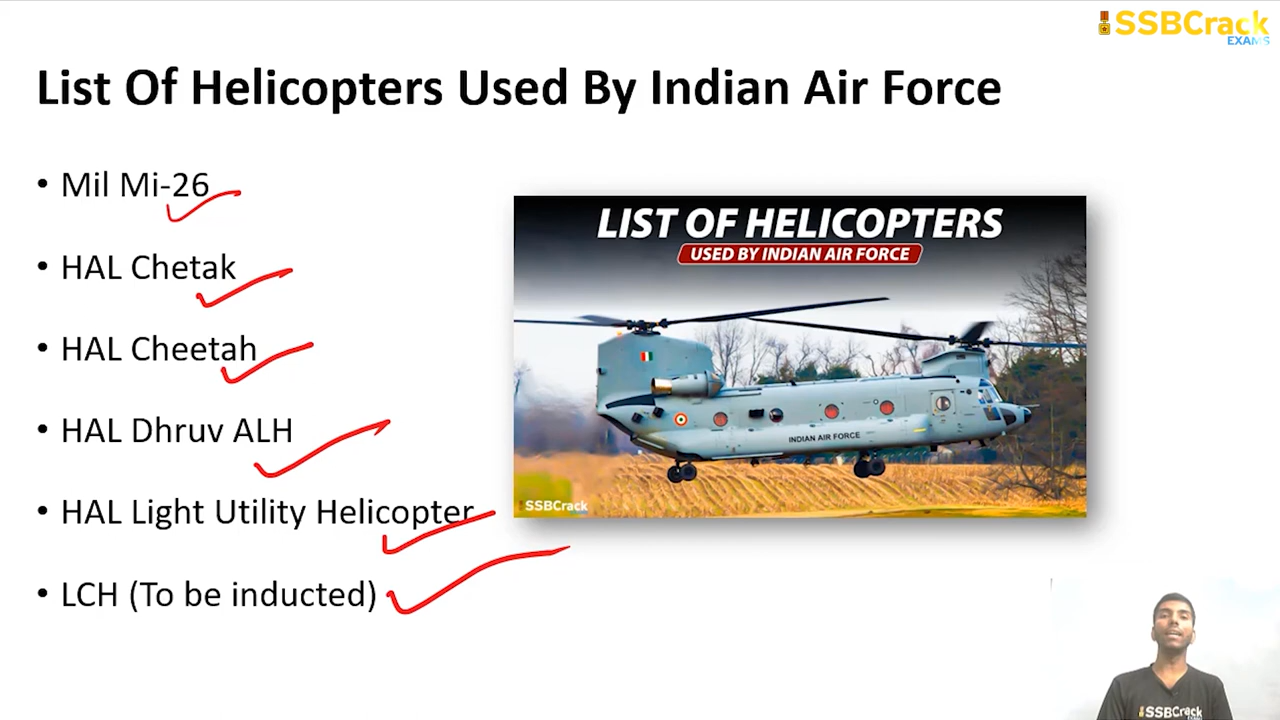 SSBCrack
EXAMS
List Of Helicopters Used By Indian Air Force
• Mil Mi-26
• HAL Chetak
• HAL Cheetah
• HAL Dhruv ALH
• HAL Light Utility Helicopter
• LCH (To be inducted)
LIST OF HELICOPTERS
USED BY INDIAN AIR FORCE
INDIAN AIR FORCE
SSBCrack
SSBCrack
EXAMS